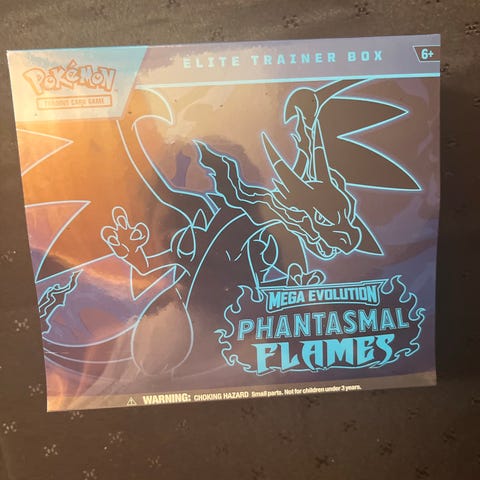 ELITE TRAINER BOX
6+
POKéMON
TRADING CARD GAME
MEGA EVOLUTION
PHANTASMAL
FLAMES
WARNING: CHOKING HAZARD Small parts. Not for children under 3 years.